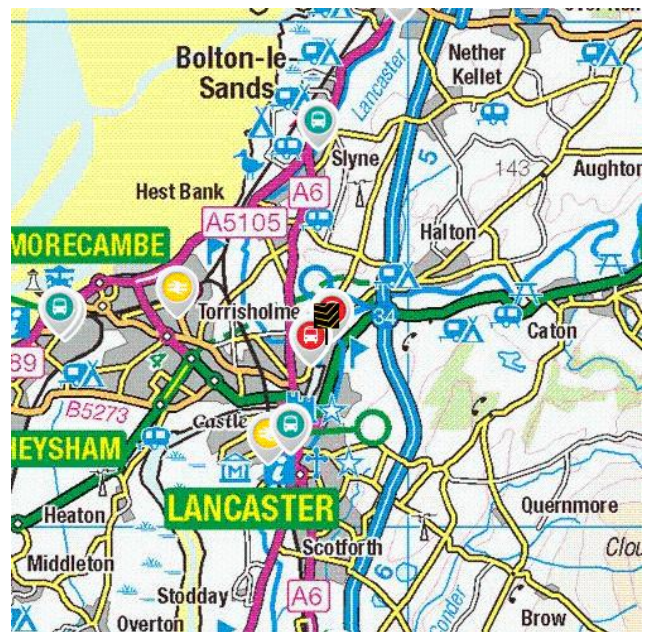 Bolton-le-
Sands
Lancaster
Nether
Kellet
Slyne
5
143
Aughton
Hest Bank
A6
A5105
Halton
MORECAMBE
Torrisholme
34
Caton
89
4
B5273
Castle
HEYSHAM
LANCASTER
Quernmore
Heaton
Scotforth
Clou
Middleton
6
Stodday
A6
Conder
Overton
Brow